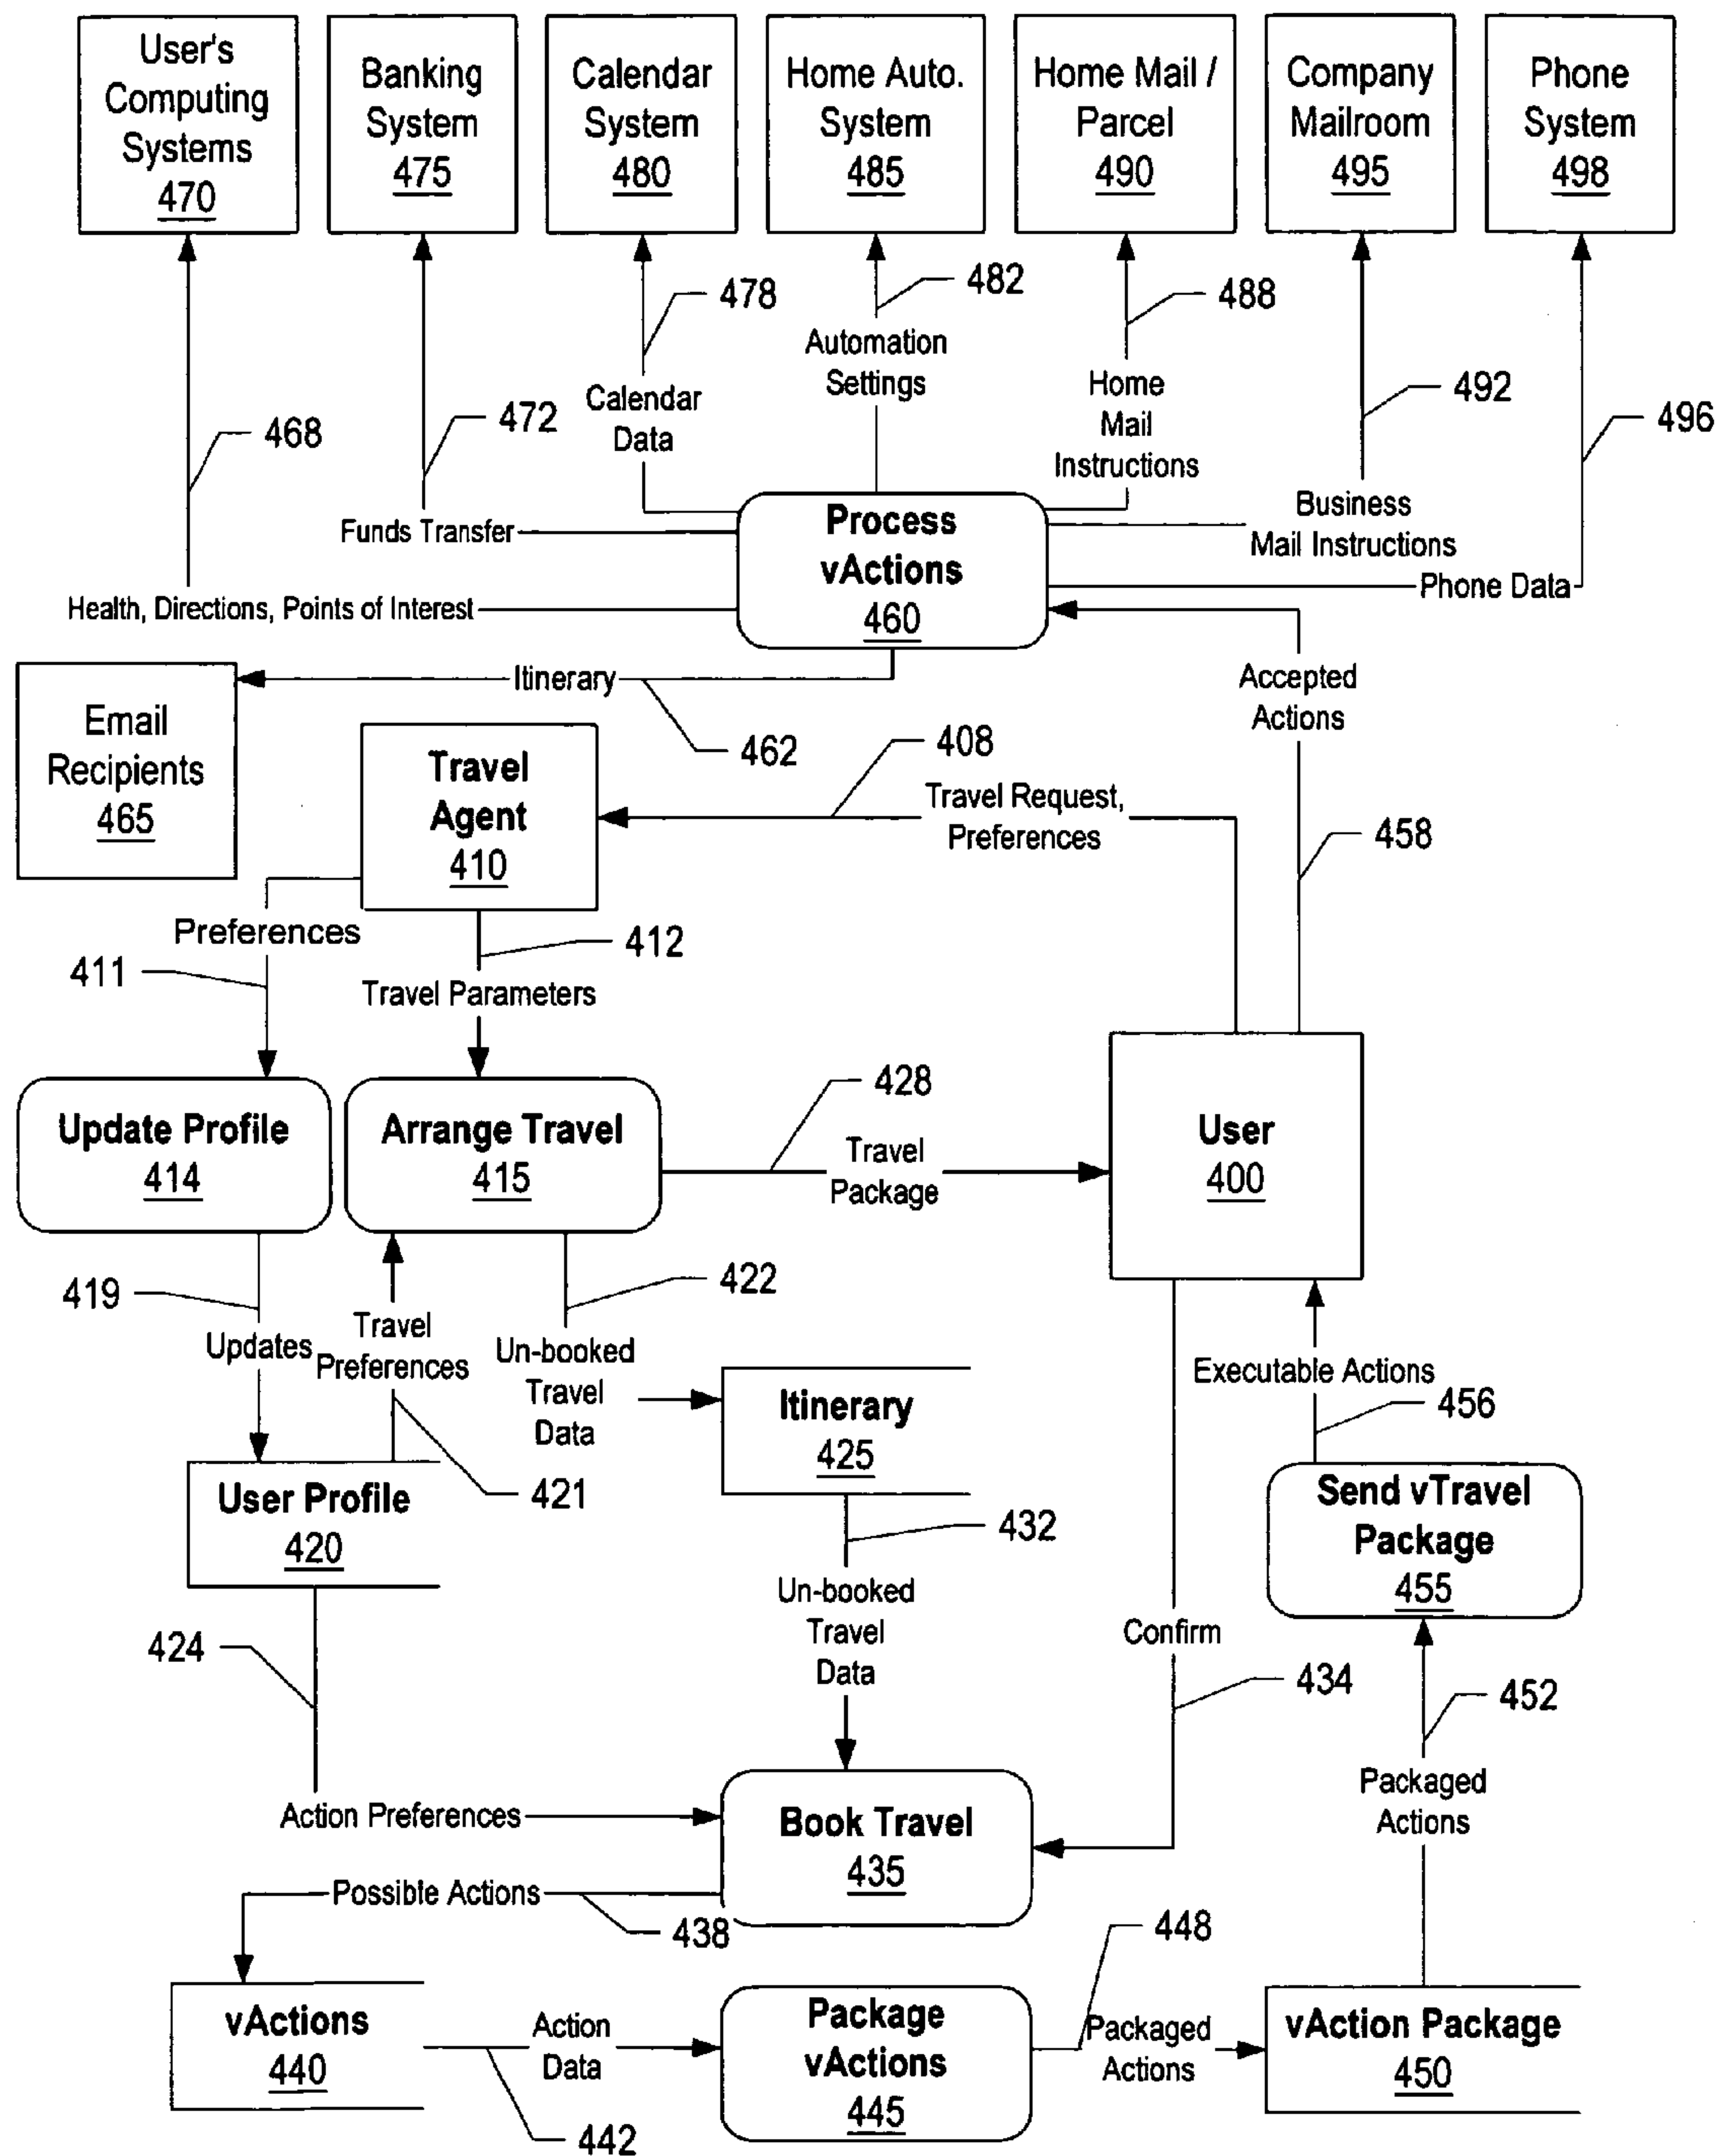 User's
Computing
Systems
470
Banking
System
475
Calendar
System
480
Home Auto.
System
485
Home Mail /
Parcel
490
Company
Mailroom
495
Phone
System
498
468
472
478
482
488
492
496
Calendar
Data
Automation
Settings
Home
Mail
Instructions
Funds Transfer
Business
Mail Instructions
Phone Data
Health, Directions, Points of Interest
Process
vActions
460
Itinerary
462
Email
Recipients
465
Accepted
Actions
458
Travel
Agent
410
408
Travel Request,
Preferences
Preferences
411
412
Travel Parameters
Update Profile
414
Arrange Travel
415
428
Travel
Package
User
400
419
Updates
Travel
Preferences
421
422
Un-booked
Travel
Data
Itinerary
425
Executable Actions
456
User Profile
420
432
Un-booked
Travel
Data
Send vTravel
Package
455
424
Confirm
434
452
Packaged
Actions
Action Preferences
Book Travel
435
Possible Actions
438
448
vActions
440
Action
Data
442
Package
vActions
445
Packaged
Actions
vAction Package
450